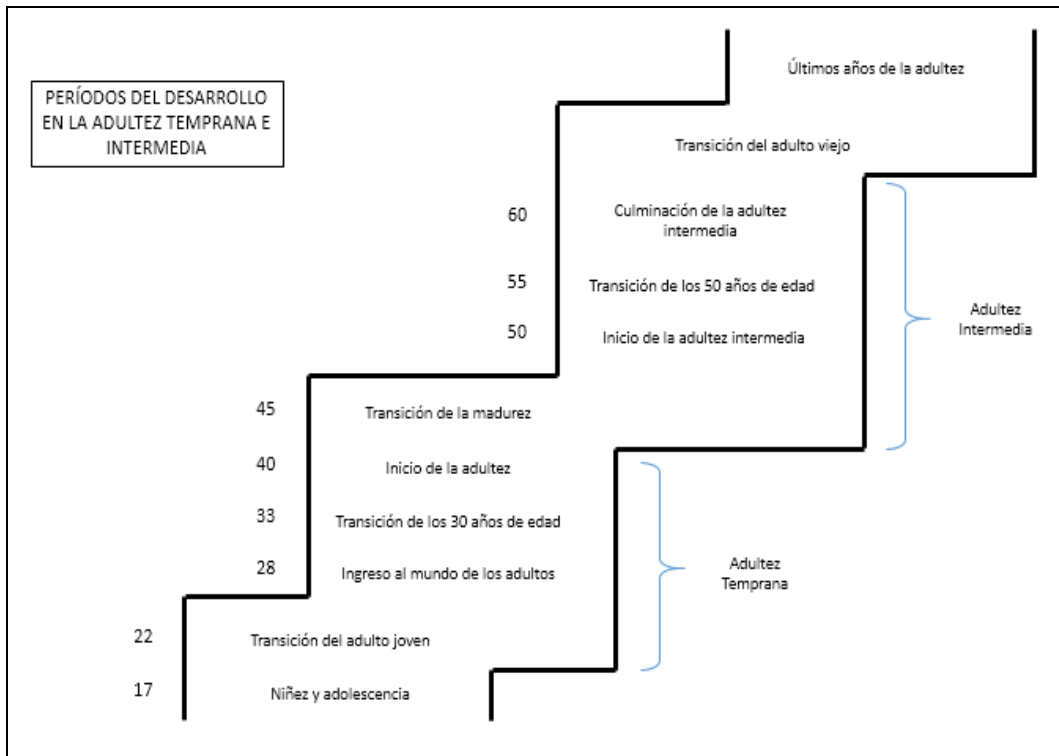 Últimos años de la adultez
PERÍODOS DEL DESARROLLO
EN LA ADULTEZ TEMPRANA E
INTERMEDIA
Transición del adulto viejo
60
Culminación de la adultez
intermedia
55
Transición de los 50 años de edad
50
Inicio de la adultez intermedia
Adultez
Intermedia
45
Transición de la madurez
40
Inicio de la adultez
33
Transición de los 30 años de edad
28
Ingreso al mundo de los adultos
Adultez
Temprana
22
Transición del adulto joven
17
Niñez y adolescencia